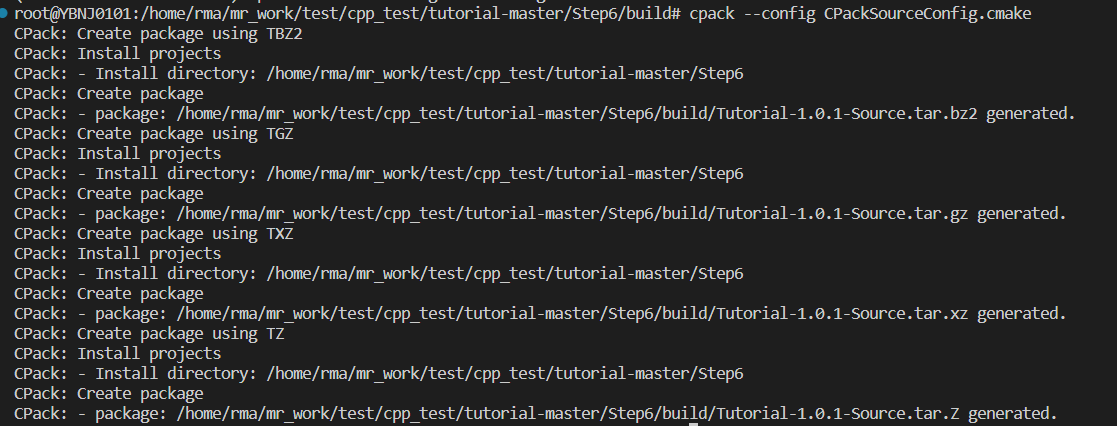 root@YBNJ0101:/home/rma/mr_work/test/cpp_test/tutorial-master/Step6/build# cpack --config CPackSourceConfig.cmake
CPack: Create package using TBZ2
CPack: Install projects
CPack: - Install directory: /home/rma/mr_work/test/cpp_test/tutorial-master/Step6
CPack: Create package
CPack: - package: /home/rma/mr_work/test/cpp_test/tutorial-master/Step6/build/Tutorial-1.0.1-Source.tar.bz2 generated.
CPack: Create package using TGZ
CPack: Install projects
CPack: - Install directory: /home/rma/mr_work/test/cpp_test/tutorial-master/Step6
CPack: Create package
CPack: - package: /home/rma/mr_work/test/cpp_test/tutorial-master/Step6/build/Tutorial-1.0.1-Source.tar.gz generated.
CPack: Create package using TXZ
CPack: Install projects
CPack: - Install directory: /home/rma/mr_work/test/cpp_test/tutorial-master/Step6
CPack: Create package
CPack: - package: /home/rma/mr_work/test/cpp_test/tutorial-master/Step6/build/Tutorial-1.0.1-Source.tar.xz generated.
CPack: Create package using TZ
CPack: Install projects
CPack: - Install directory: /home/rma/mr_work/test/cpp_test/tutorial-master/Step6
CPack: Create package
CPack: - package: /home/rma/mr_work/test/cpp_test/tutorial-master/Step6/build/Tutorial-1.0.1-Source.tar.Z generated.